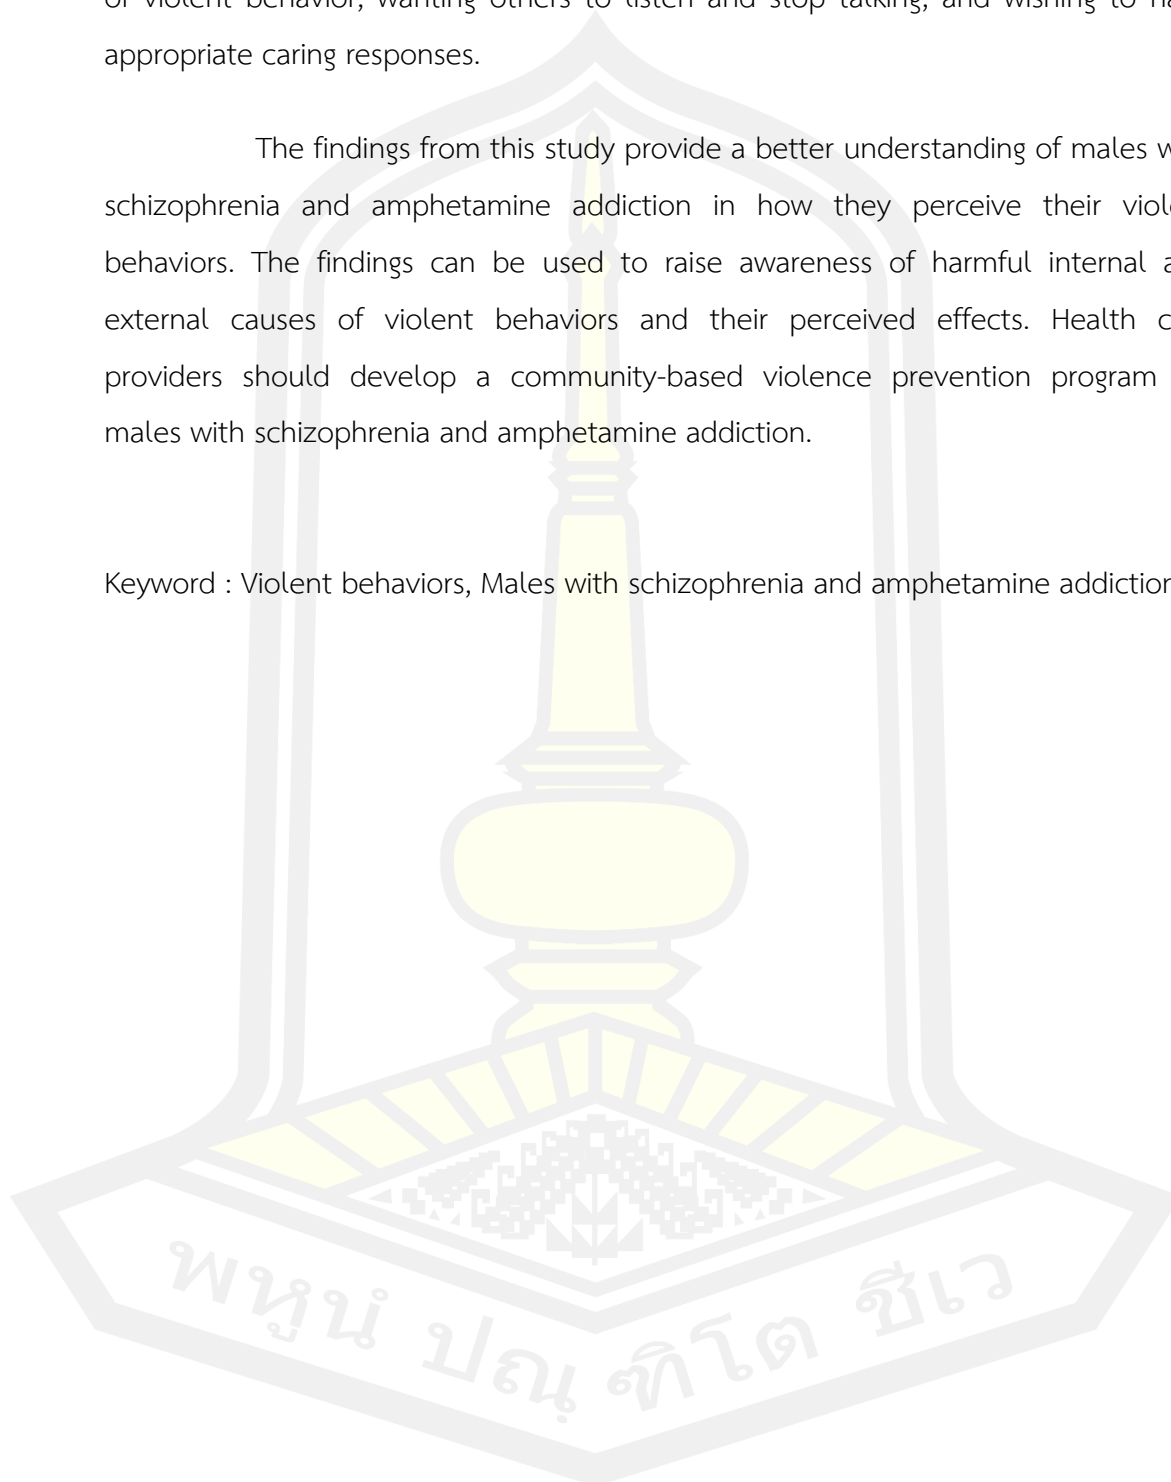 of violent behavior, wanting others to listen and stop talking, and wishing to
appropriate caring responses.
The findings from this study provide a better understanding of males
schizophrenia and amphetamine addiction in how they perceive their
behaviors. The findings can be used to raise awareness of harmful internal
external causes of violent behaviors and their perceived effects. Health
providers should develop a community-based violence prevention program
males with schizophrenia and amphetamine addiction.
Keyword : Violent behaviors, Males with schizophrenia and amphetamine addiction
พหูนํ ปณฺฑิโต ชีเว